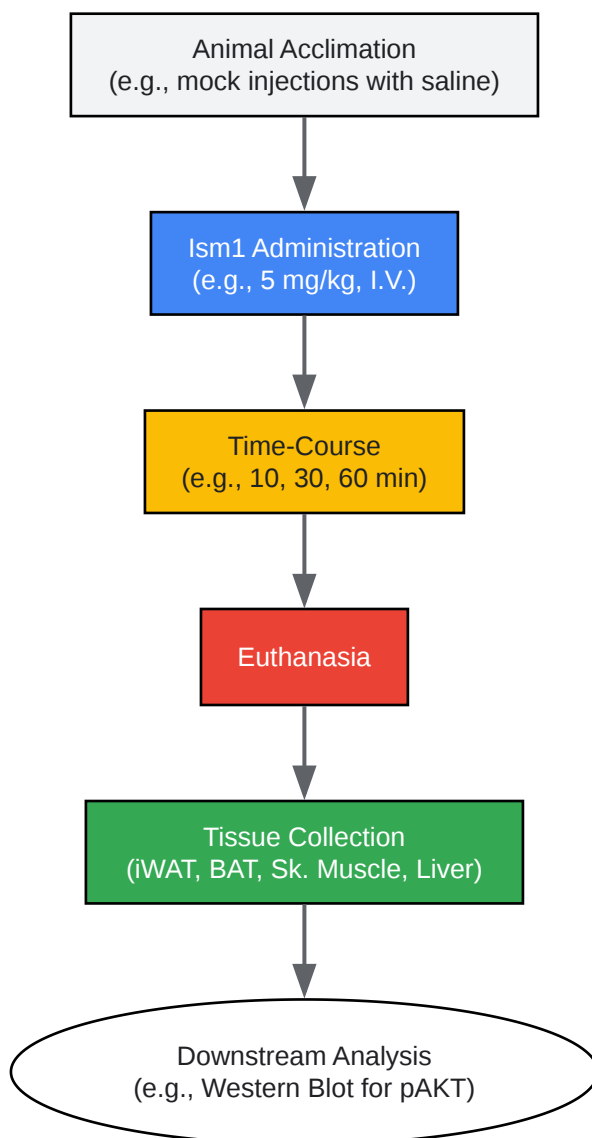 Animal Acclimation
(e.g., mock injections with saline)
Ism1 Administration
(e.g., 5 mg/kg, I.V.)
Time-Course
(e.g., 10, 30, 60 min)
Euthanasia
Tissue Collection
(iWAT, BAT, Sk. Muscle, Liver)
Downstream Analysis
(e.g., Western Blot for pAKT)